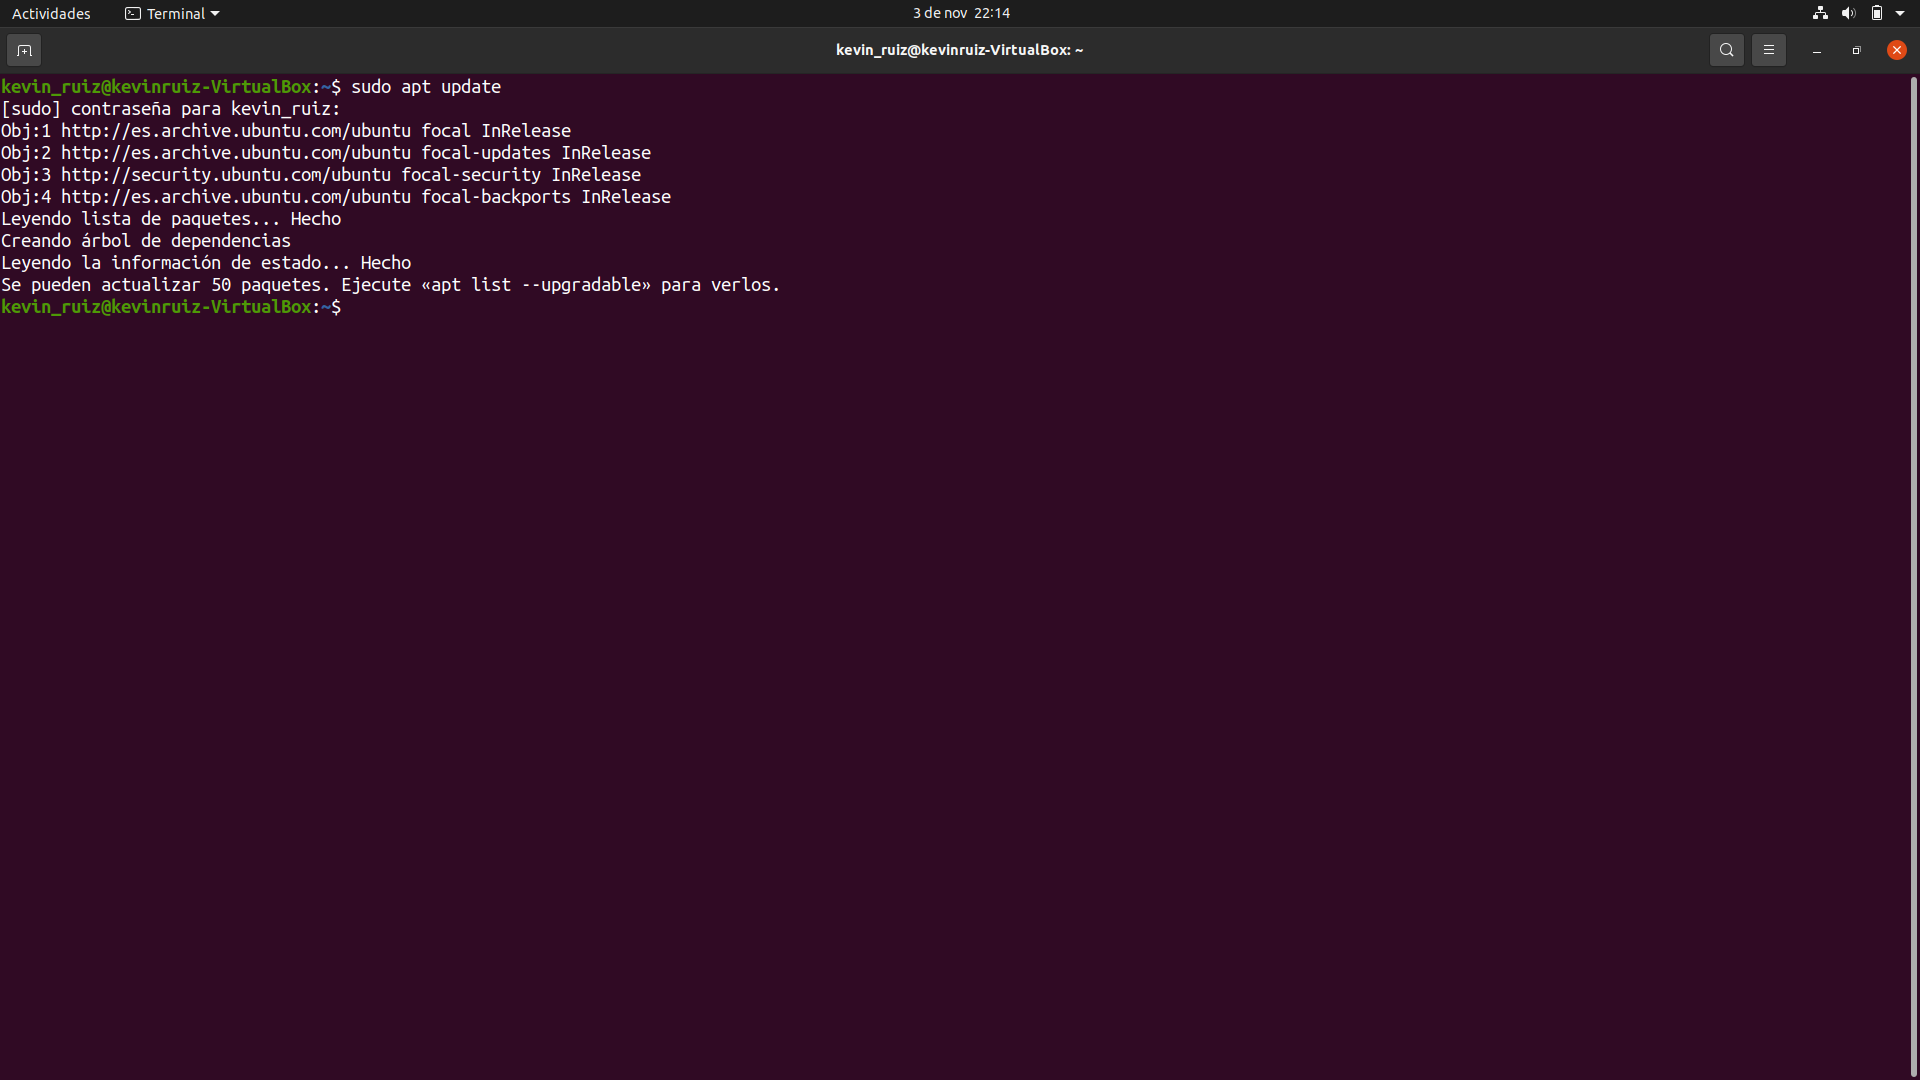 Actividades Terminal 3 de nov 22:14
kevin_ruiz@kevinruiz-VirtualBox: ~
kevin_ruiz@kevinruiz-VirtualBox:~$ sudo apt update
[sudo] contraseña para kevin_ruiz:
Obj:1 http://es.archive.ubuntu.com/ubuntu focal InRelease
Obj:2 http://es.archive.ubuntu.com/ubuntu focal-updates InRelease
Obj:3 http://security.ubuntu.com/ubuntu focal-security InRelease
Obj:4 http://es.archive.ubuntu.com/ubuntu focal-backports InRelease
Leyendo lista de paquetes... Hecho
Creando árbol de dependencias
Leyendo la información de estado... Hecho
Se pueden actualizar 50 paquetes. Ejecute «apt list --upgradable» para verlos.
kevin_ruiz@kevinruiz-VirtualBox:~$